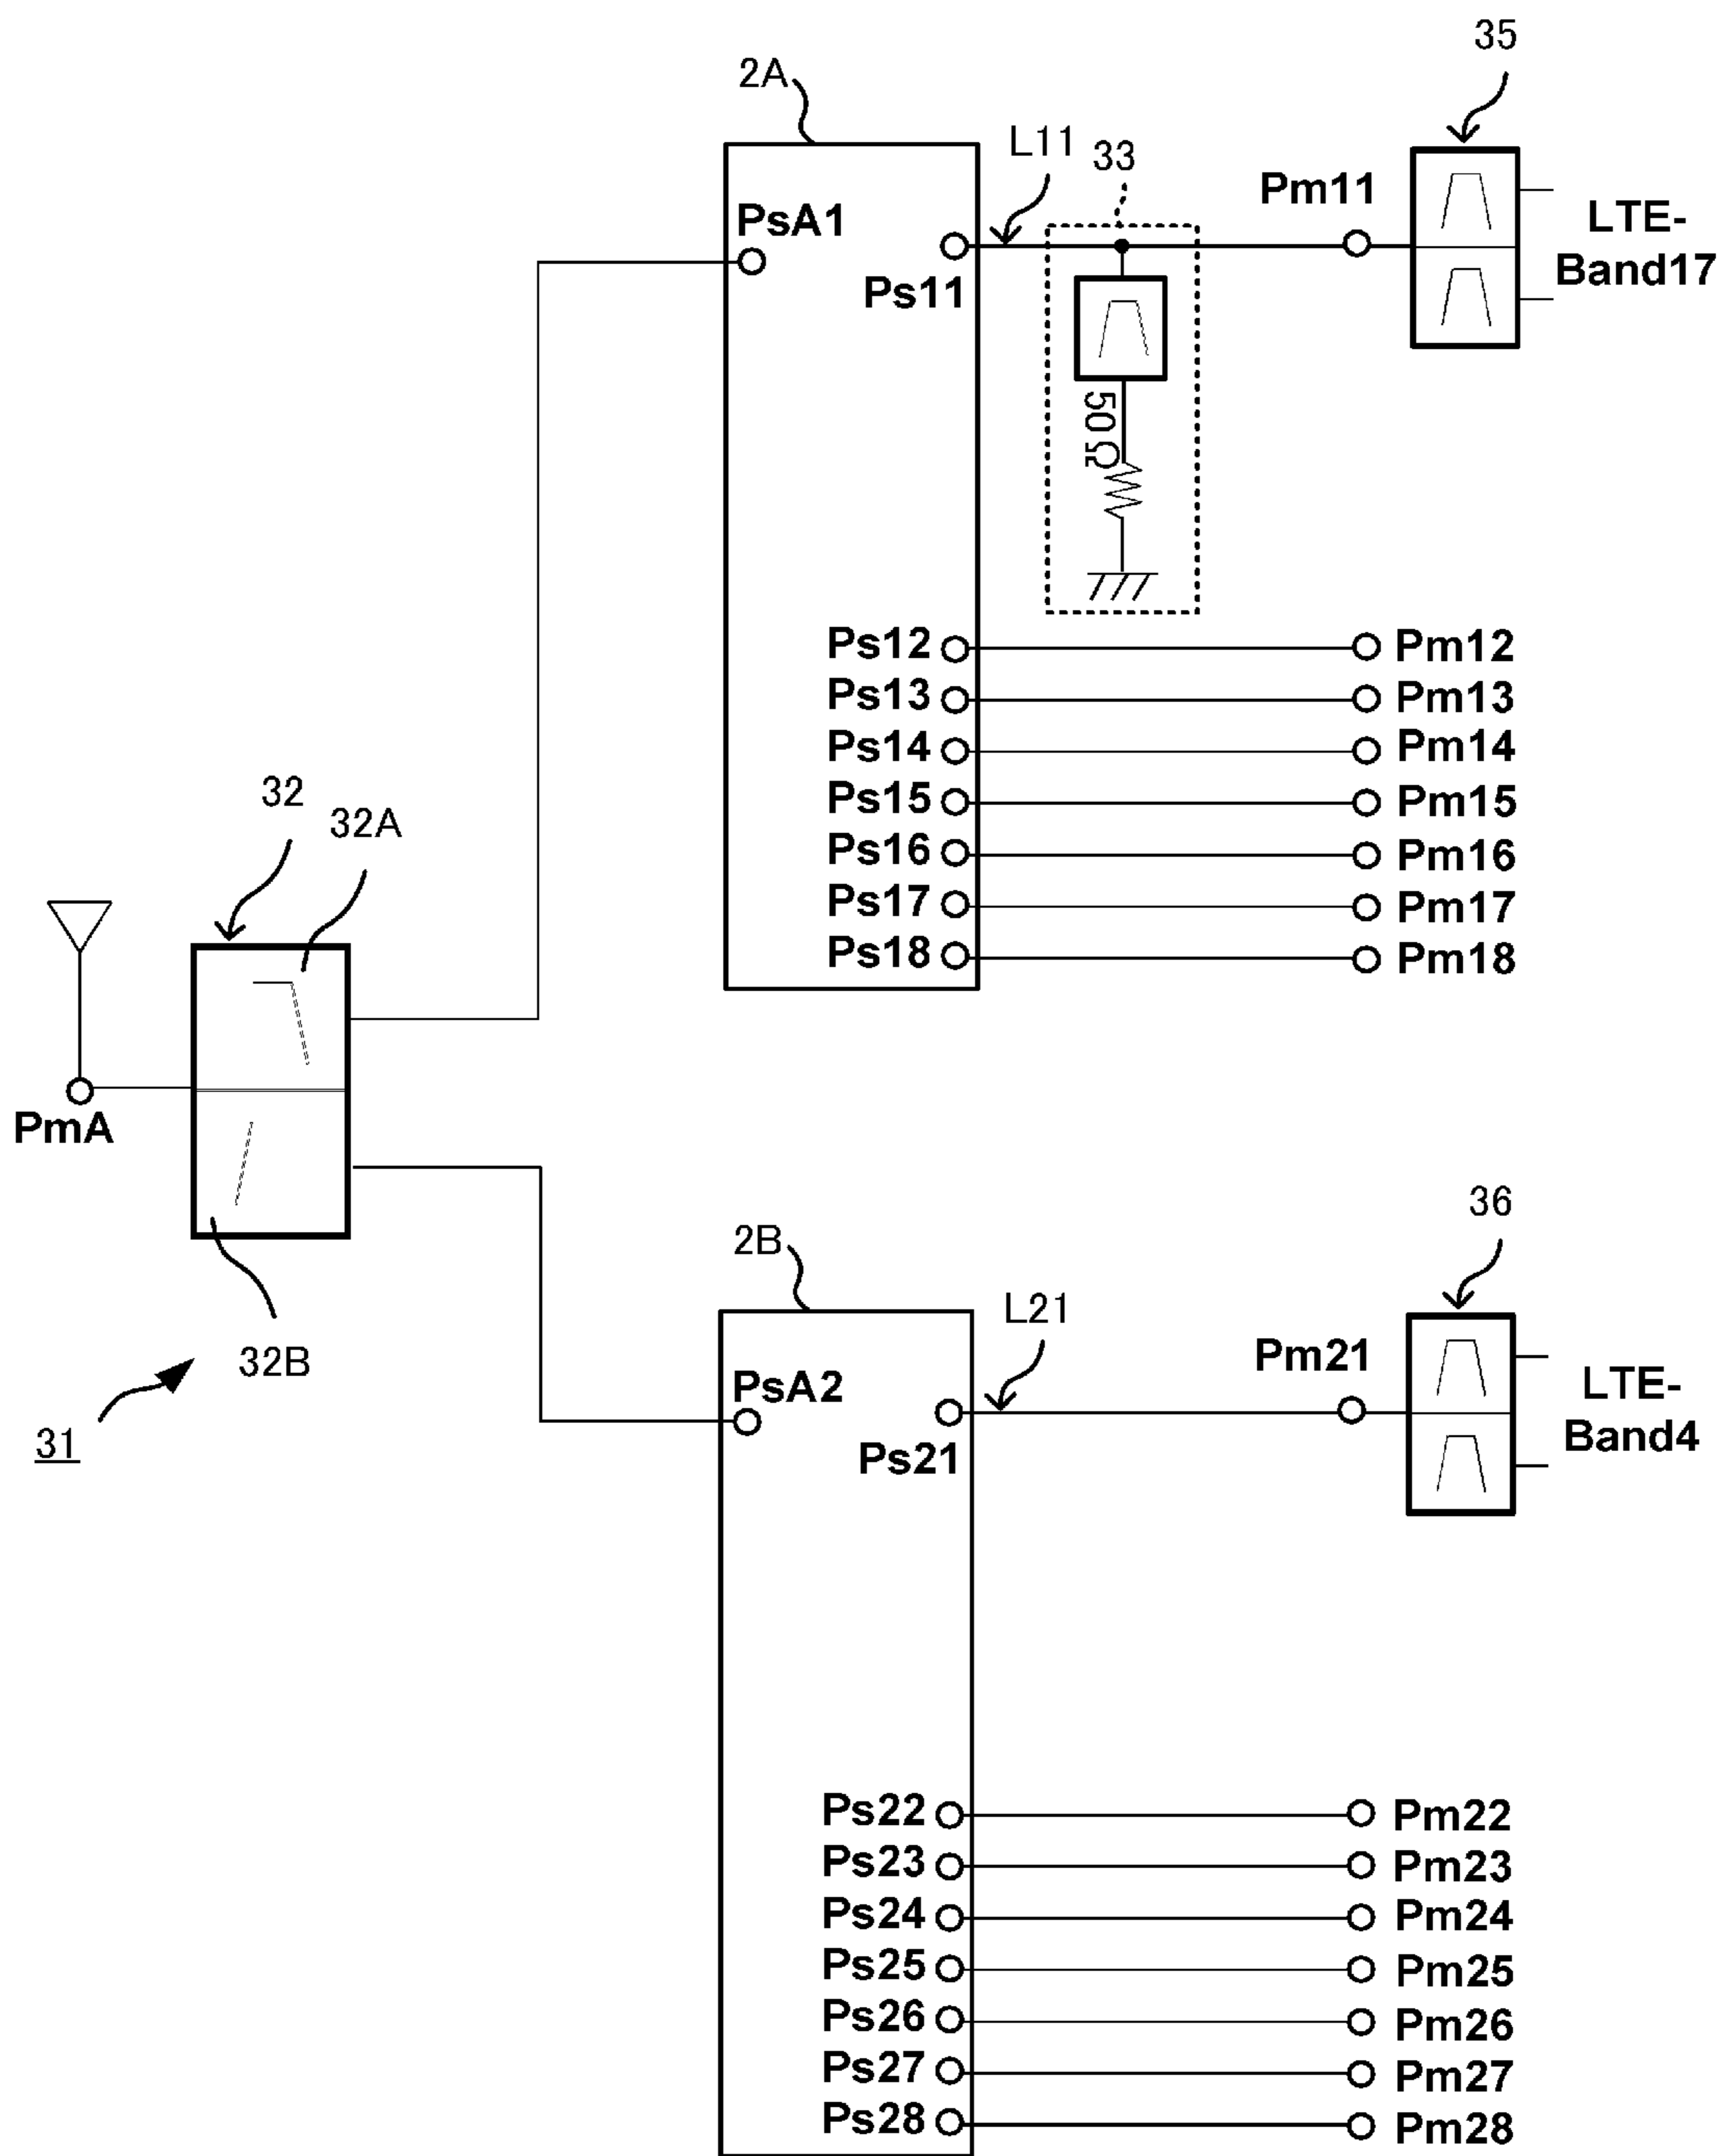 35
2A
L11
33
Pm11
PsA1
LTE-
Band17
Ps11
50Ω
Ps12 Pm12
Ps13 Pm13
Ps14 Pm14
Ps15 Pm15
Ps16 Pm16
Ps17 Pm17
Ps18 Pm18
32
32A
PmA
32B
31
36
2B
L21
Pm21
PsA2
LTE-
Band4
Ps21
Ps22 Pm22
Ps23 Pm23
Ps24 Pm24
Ps25 Pm25
Ps26 Pm26
Ps27 Pm27
Ps28 Pm28